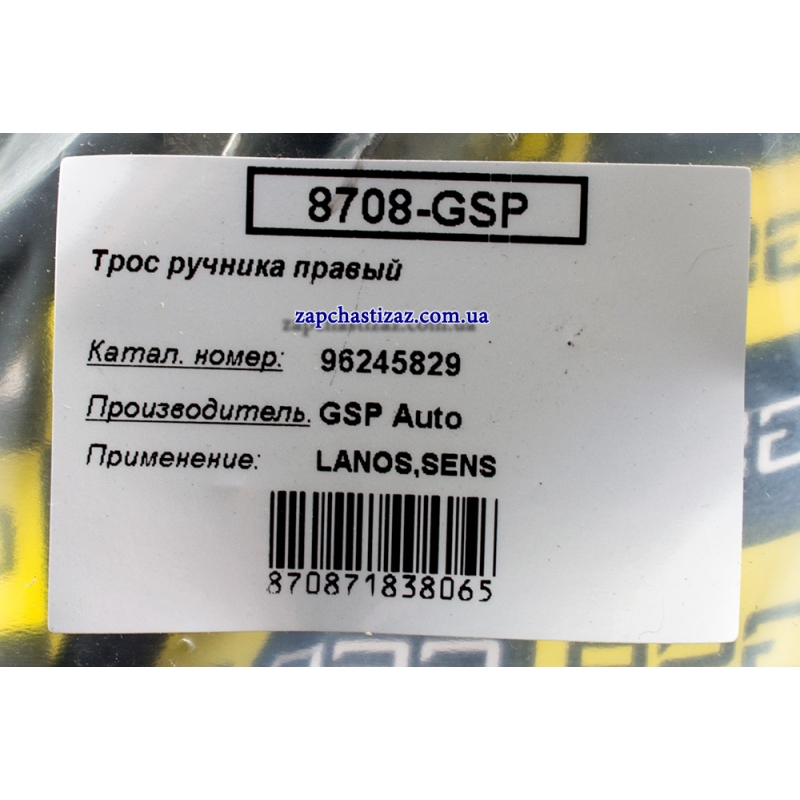 8708-GSP
Трос ручника правый
zapchastizaz.com.ua
Катал. номер: 96245829
Производитель. GSP Auto
Применение: LANOS,SENS
870871838065